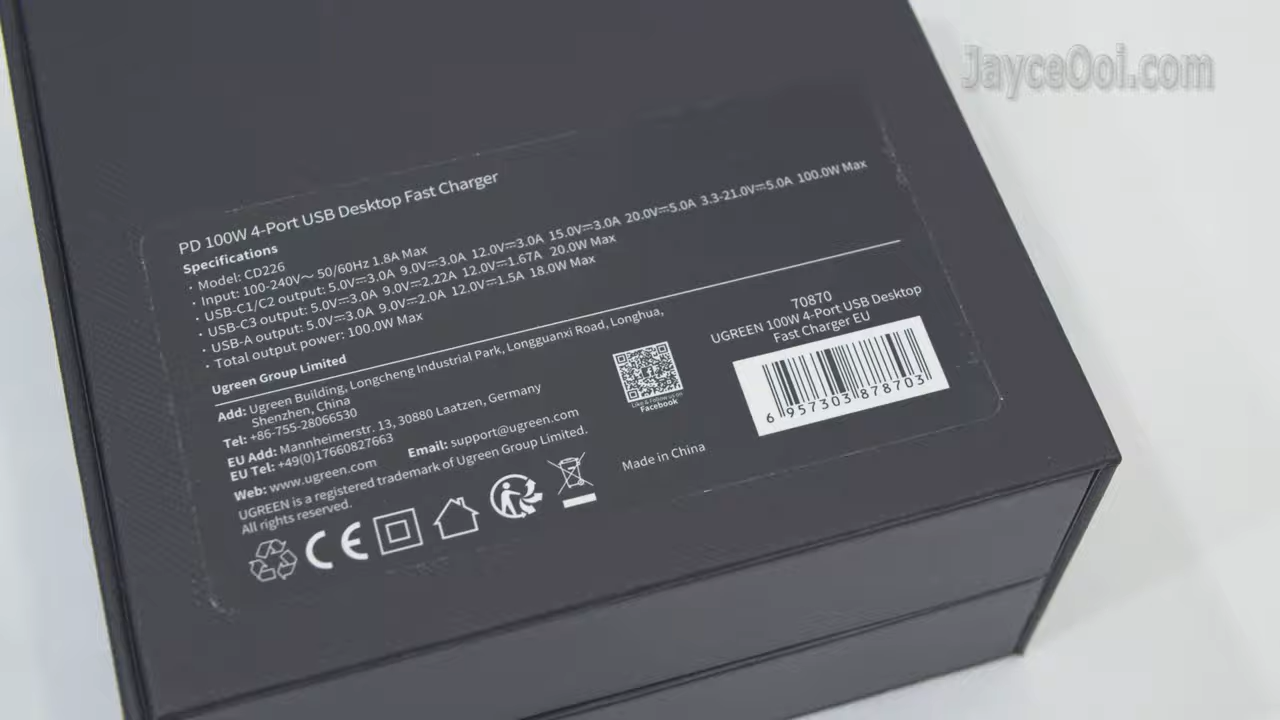 JayceOoi.com
PD 100W 4-Port USB Desktop Fast Charger
Specifications
· Model: CD226
· Input: 100-240V～ 50/60Hz 1.8A Max
· USB-C1/C2 output: 5.0V⎓3.0A 9.0V⎓3.0A 12.0V⎓3.0A 15.0V⎓3.0A 20.0V⎓5.0A 3.3-21.0V⎓5.0A 100.0W Max
· USB-C3 output: 5.0V⎓3.0A 9.0V⎓2.22A 12.0V⎓1.67A 20.0W Max
· USB-A output: 5.0V⎓3.0A 9.0V⎓2.0A 12.0V⎓1.5A 18.0W Max
· Total output power: 100.0W Max
Ugreen Group Limited
Add: Ugreen Building, Longcheng Industrial Park, Longguanxi Road, Longhua,
Shenzhen, China
Tel: +86-755-28066530
EU Add: Mannheimerstr. 13, 30880 Laatzen, Germany
EU Tel: +49(0)17660827663
Web: www.ugreen.com Email: support@ugreen.com
UGREEN is a registered trademark of Ugreen Group Limited.
All rights reserved.
CE
Like & Follow us on
Facebook
Made in China
70870
UGREEN 100W 4-Port USB Desktop
Fast Charger EU
6 957303 878703